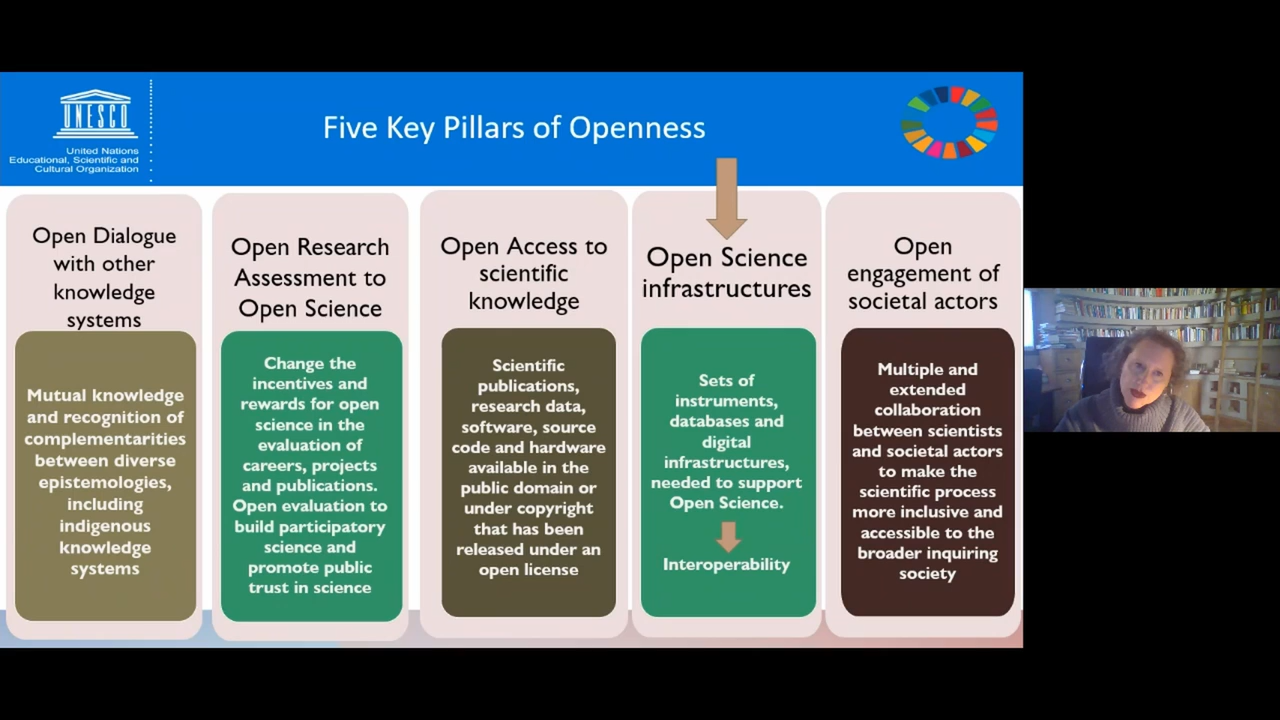 UNESCO
United Nations
Educational, Scientific and
Cultural Organization
Five Key Pillars of Openness
Open Dialogue
with other
knowledge
systems
Mutual knowledge
and recognition of
complementarities
between diverse
epistemologies,
including
indigenous
knowledge
systems
Open Research
Assessment to
Open Science
Change the
incentives and
rewards for open
science in the
evaluation of
careers, projects
and publications.
Open evaluation to
build participatory
science and
promote public
trust in science
Open Access to
scientific
knowledge
Scientific
publications,
research data,
software, source
code and hardware
available in the
public domain or
under copyright
that has been
released under an
open license
Open Science
infrastructures
Sets of
instruments,
databases and
digital
infrastructures,
needed to support
Open Science.
Interoperability
Open
engagement of
societal actors
Multiple and
extended
collaboration
between scientists
and societal actors
to make the
scientific process
more inclusive and
accessible to the
broader inquiring
society